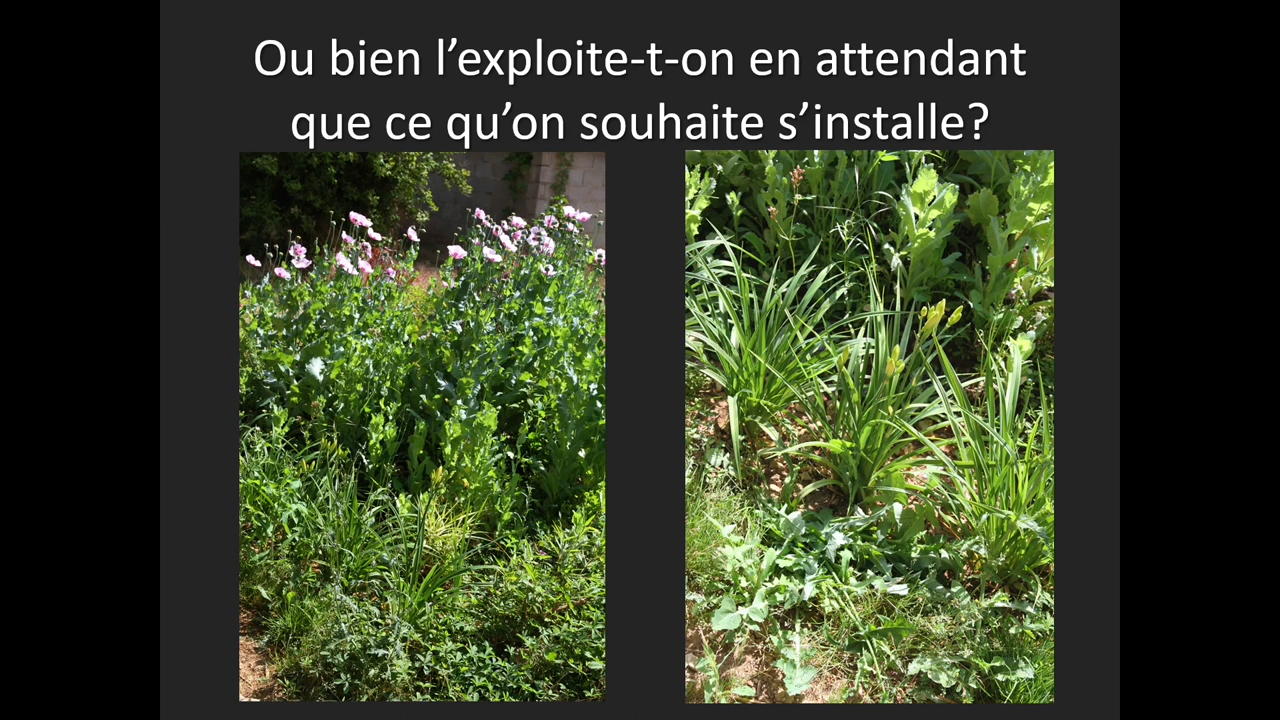 Ou bien l’exploite-t-on en attendant
que ce qu’on souhaite s’installe?